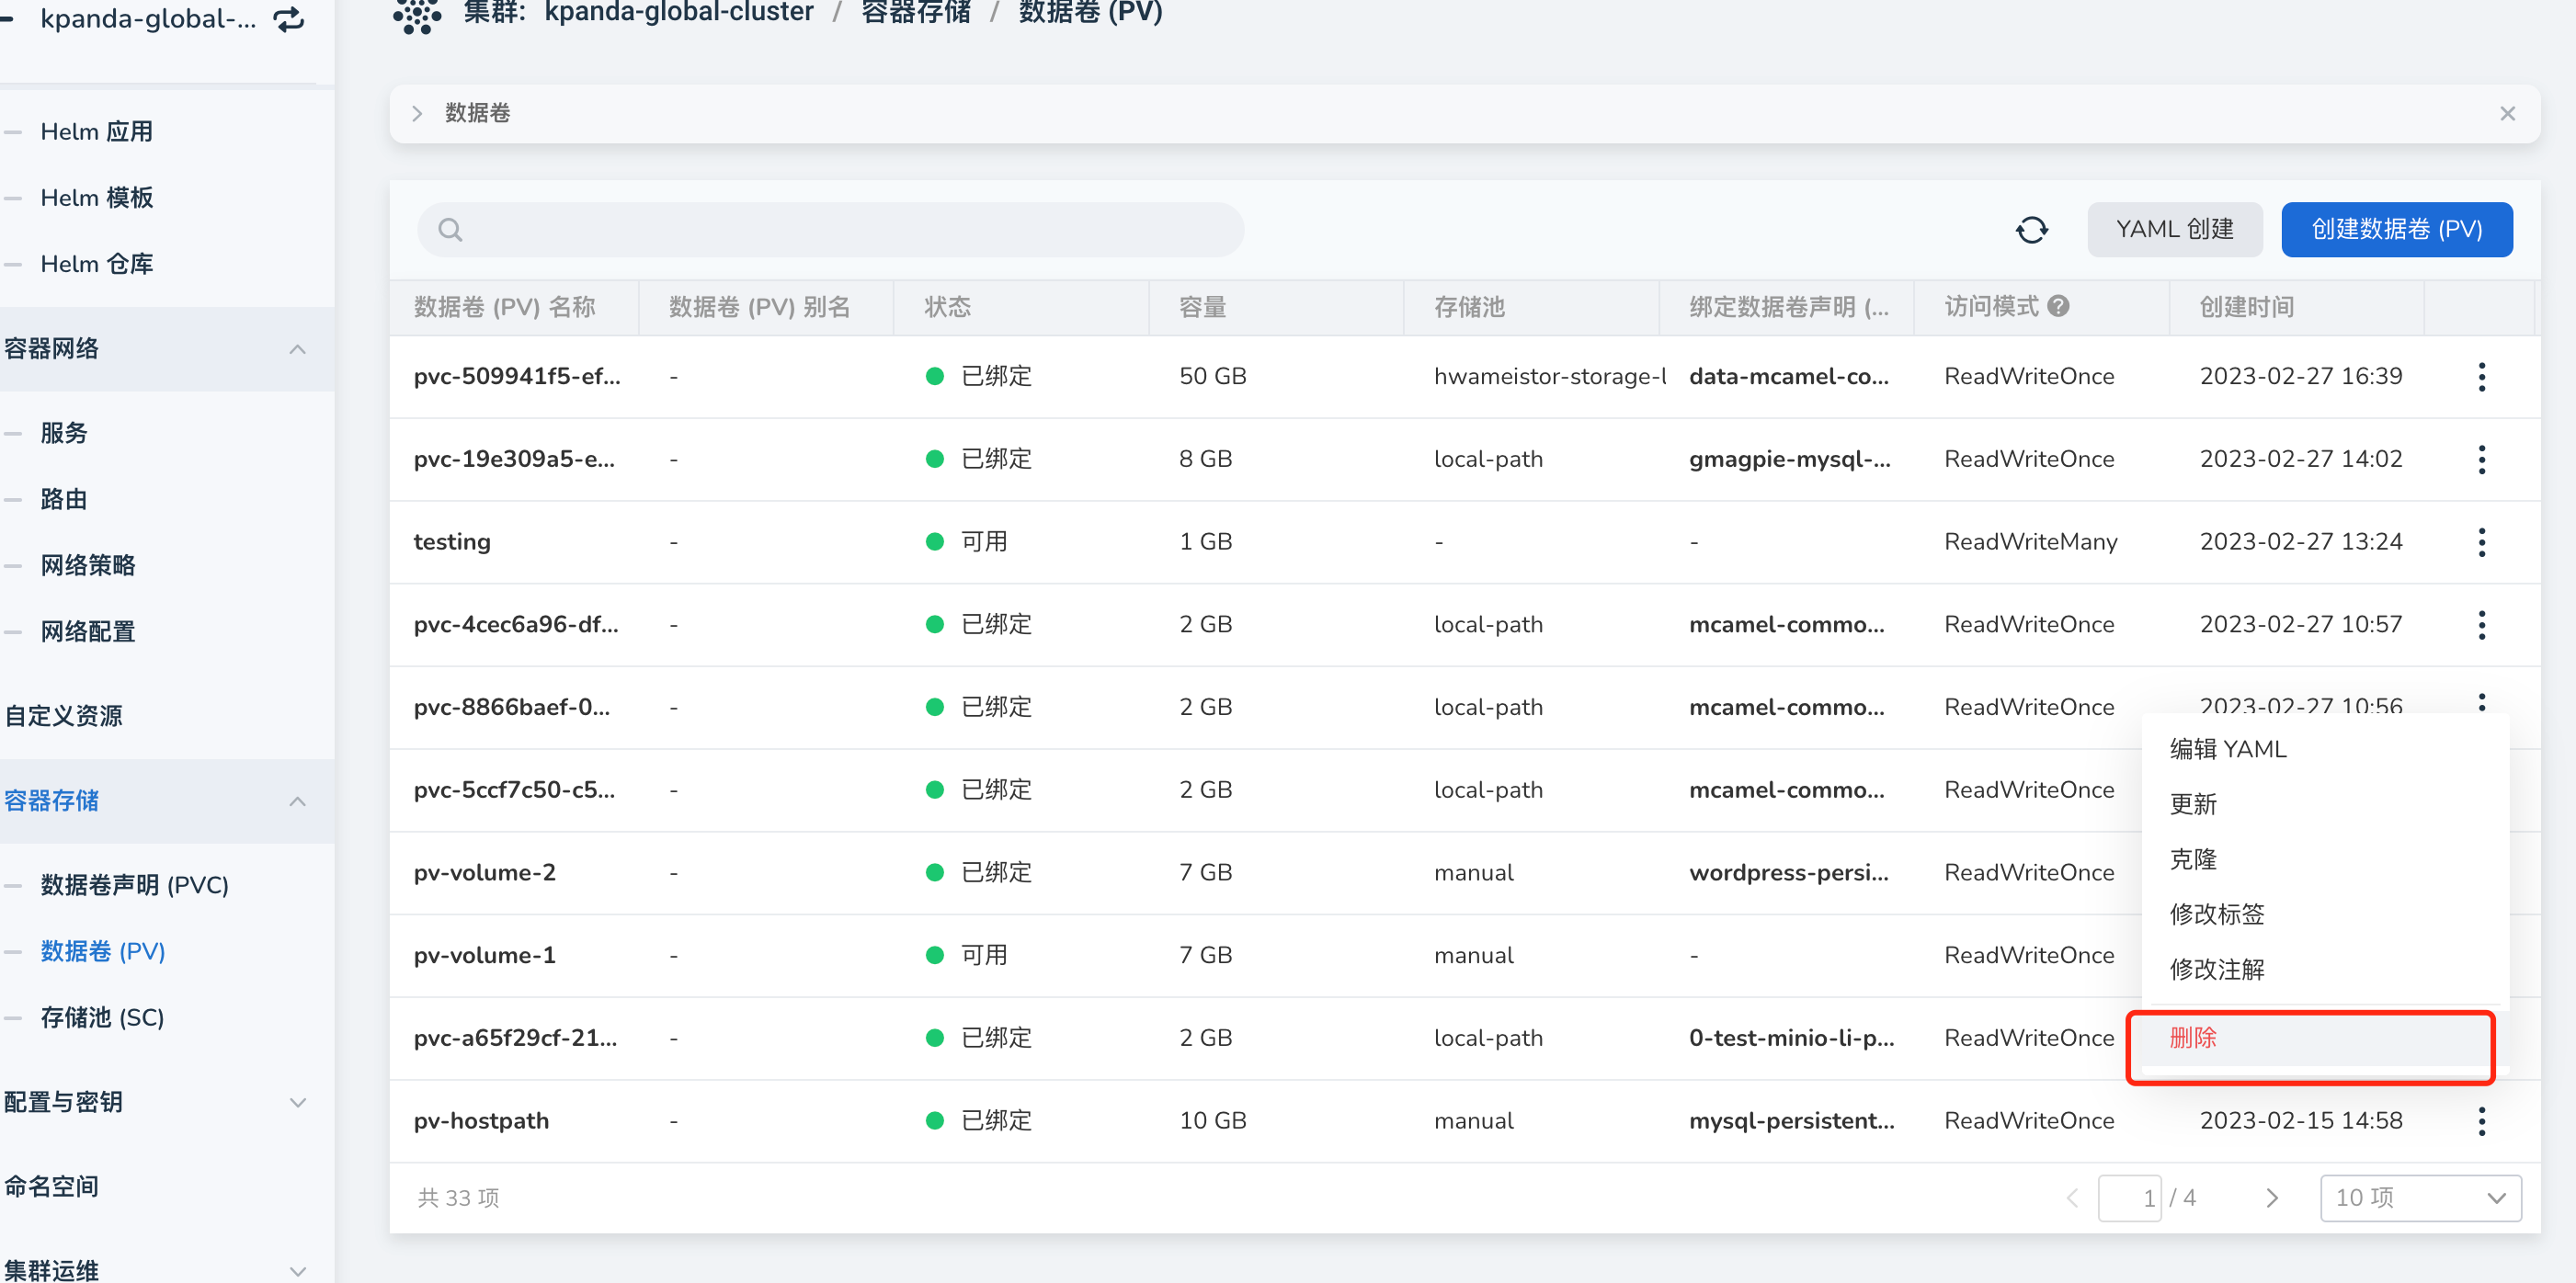 kpanda-global-...
Helm 应用
Helm 模板
Helm 仓库
容器网络
服务
路由
网络策略
网络配置
自定义资源
容器存储
数据卷声明 (PVC)
数据卷 (PV)
存储池 (SC)
配置与密钥
命名空间
集群运维
集群: kpanda-global-cluster / 容器存储 / 数据卷 (PV)
数据卷
YAML 创建 创建数据卷 (PV)
数据卷 (PV) 名称 数据卷 (PV) 别名 状态 容量 存储池 绑定数据卷声明 (... 访问模式 创建时间
pvc-509941f5-ef... - 已绑定 50 GB hwameistor-storage-l data-mcamel-co... ReadWriteOnce 2023-02-27 16:39
pvc-19e309a5-e... - 已绑定 8 GB local-path gmagpie-mysql-... ReadWriteOnce 2023-02-27 14:02
testing - 可用 1 GB - - ReadWriteMany 2023-02-27 13:24
pvc-4cec6a96-df... - 已绑定 2 GB local-path mcamel-commo... ReadWriteOnce 2023-02-27 10:57
pvc-8866baef-0... - 已绑定 2 GB local-path mcamel-commo... ReadWriteOnce 2023-02-27 10:56
pvc-5ccf7c50-c5... - 已绑定 2 GB local-path mcamel-commo... ReadWriteOnce
pv-volume-2 - 已绑定 7 GB manual wordpress-persi... ReadWriteOnce
pv-volume-1 - 可用 7 GB manual - ReadWriteOnce
pvc-a65f29cf-21... - 已绑定 2 GB local-path 0-test-minio-li-p... ReadWriteOnce
pv-hostpath - 已绑定 10 GB manual mysql-persistent... ReadWriteOnce 2023-02-15 14:58
编辑 YAML
更新
克隆
修改标签
修改注解
删除
共 33 项 1 / 4 10 项